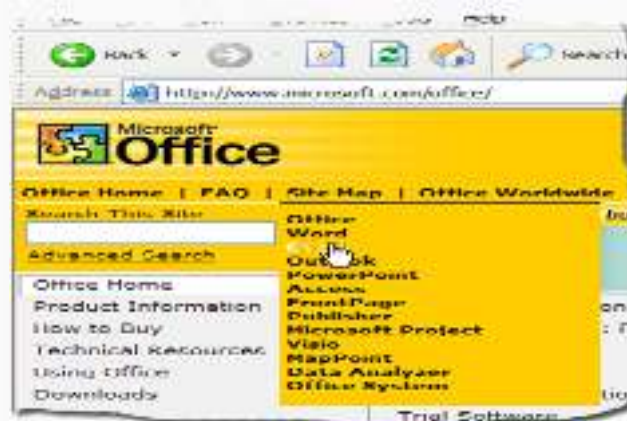 Help
Back
Search
Address http://www.microsoft.com/office/
Microsoft
Office
Office Home | FAQ | Site Map | Office Worldwide
Search This Site
Advanced Search
Office
Word
Outlook
PowerPoint
Access
FrontPage
Publisher
Microsoft Project
Visio
MapPoint
Data Analyzer
Office System
Office Home
Product Information
How to Buy
Technical Resources
Using Office
Downloads
Trial Software